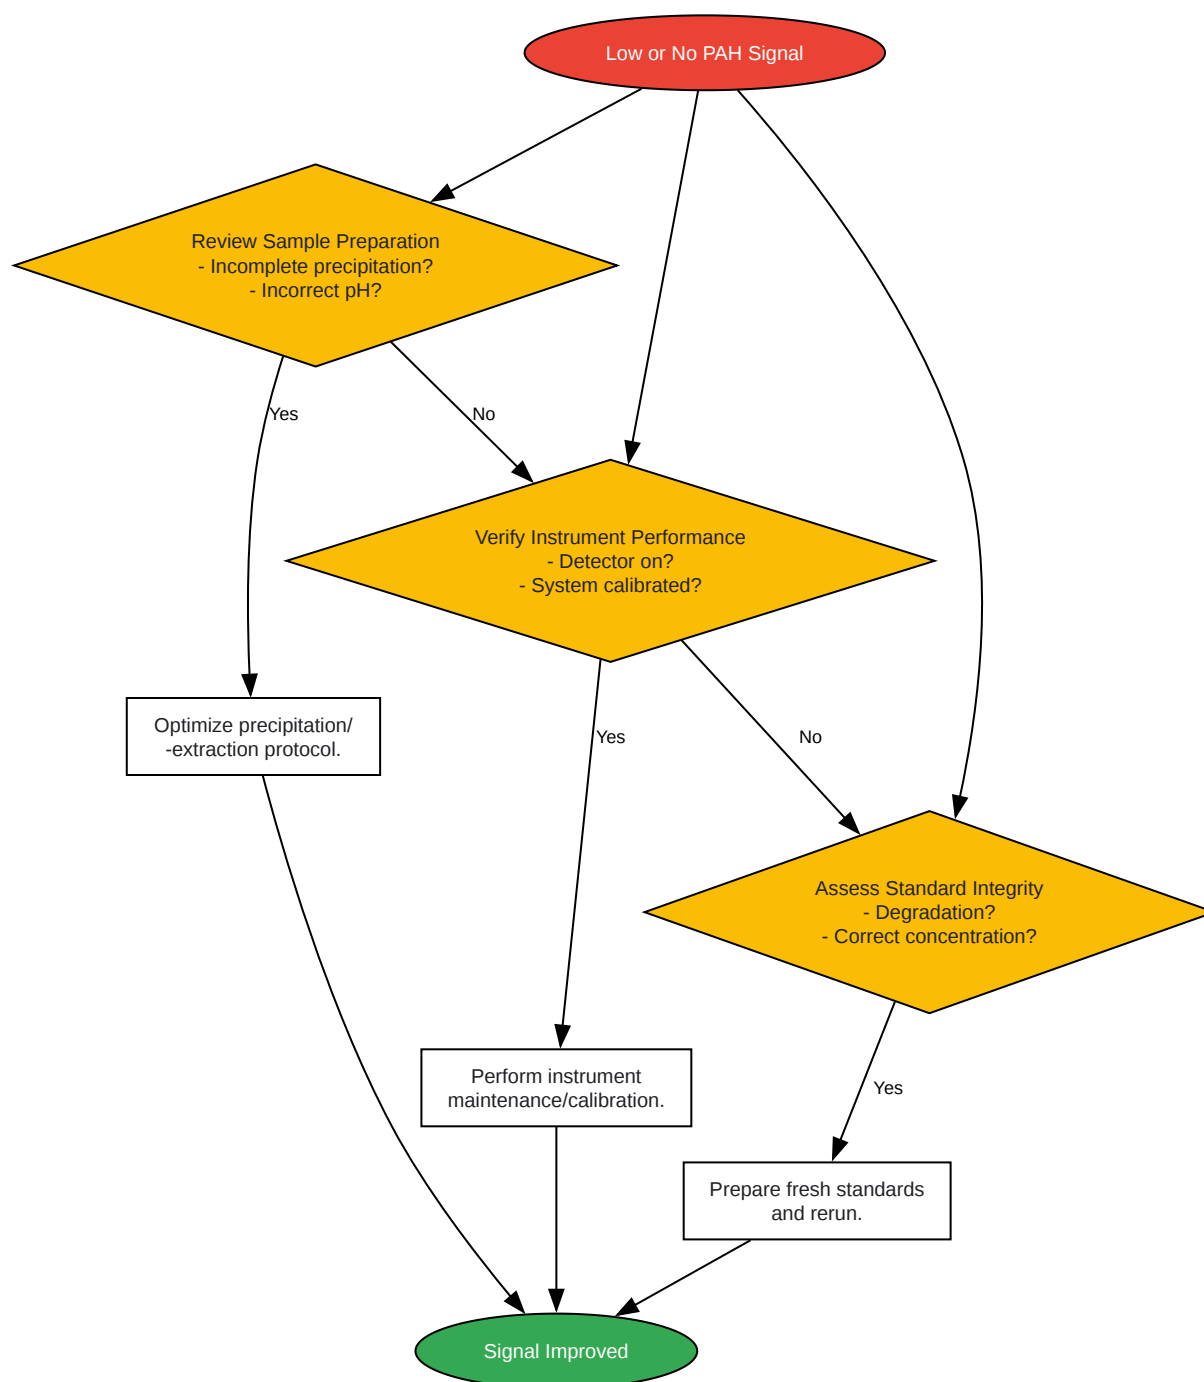 Low or No PAH Signal
Review Sample Preparation
- Incomplete precipitation?
- Incorrect pH?
Yes
No
Verify Instrument Performance
- Detector on?
- System calibrated?
Optimize precipitation/
-extraction protocol.
Yes
No
Assess Standard Integrity
- Degradation?
- Correct concentration?
Perform instrument
maintenance/calibration.
Yes
Prepare fresh standards
and rerun.
Signal Improved